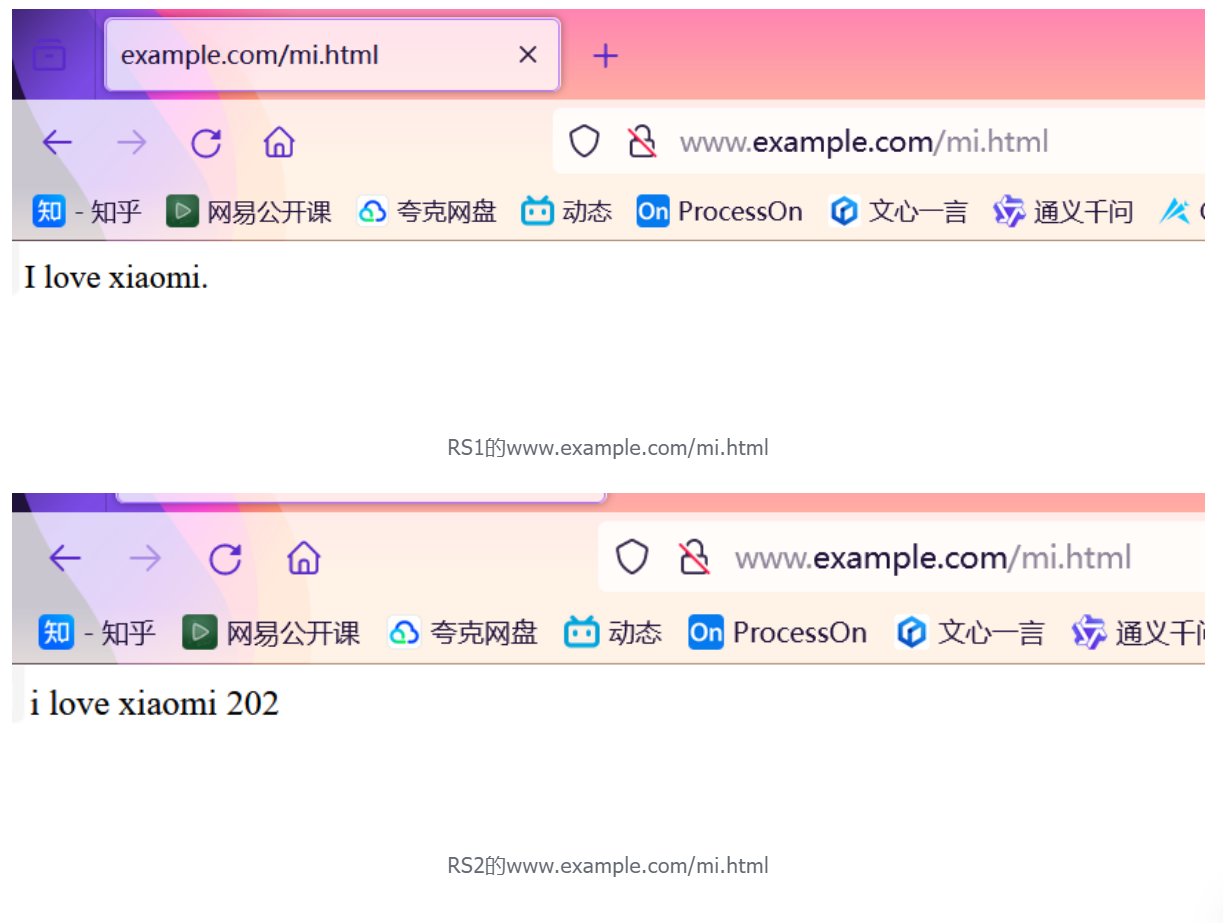 example.com/mi.html
www.example.com/mi.html
知 - 知乎 网易公开课 夸克网盘 动态 On ProcessOn 文心一言 通义千问
I love xiaomi.
RS1的www.example.com/mi.html
www.example.com/mi.html
知 - 知乎 网易公开课 夸克网盘 动态 On ProcessOn 文心一言 通义千
i love xiaomi 202
RS2的www.example.com/mi.html